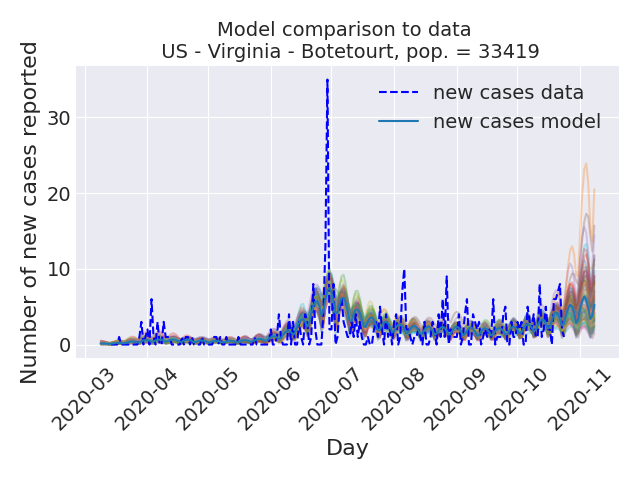 Model comparison to data
US - Virginia - Botetourt, pop. = 33419
Number of new cases reported
30
20
10
0
new cases data
new cases model
2020-03
2020-04
2020-05
2020-06
2020-07
2020-08
2020-09
2020-10
2020-11
Day